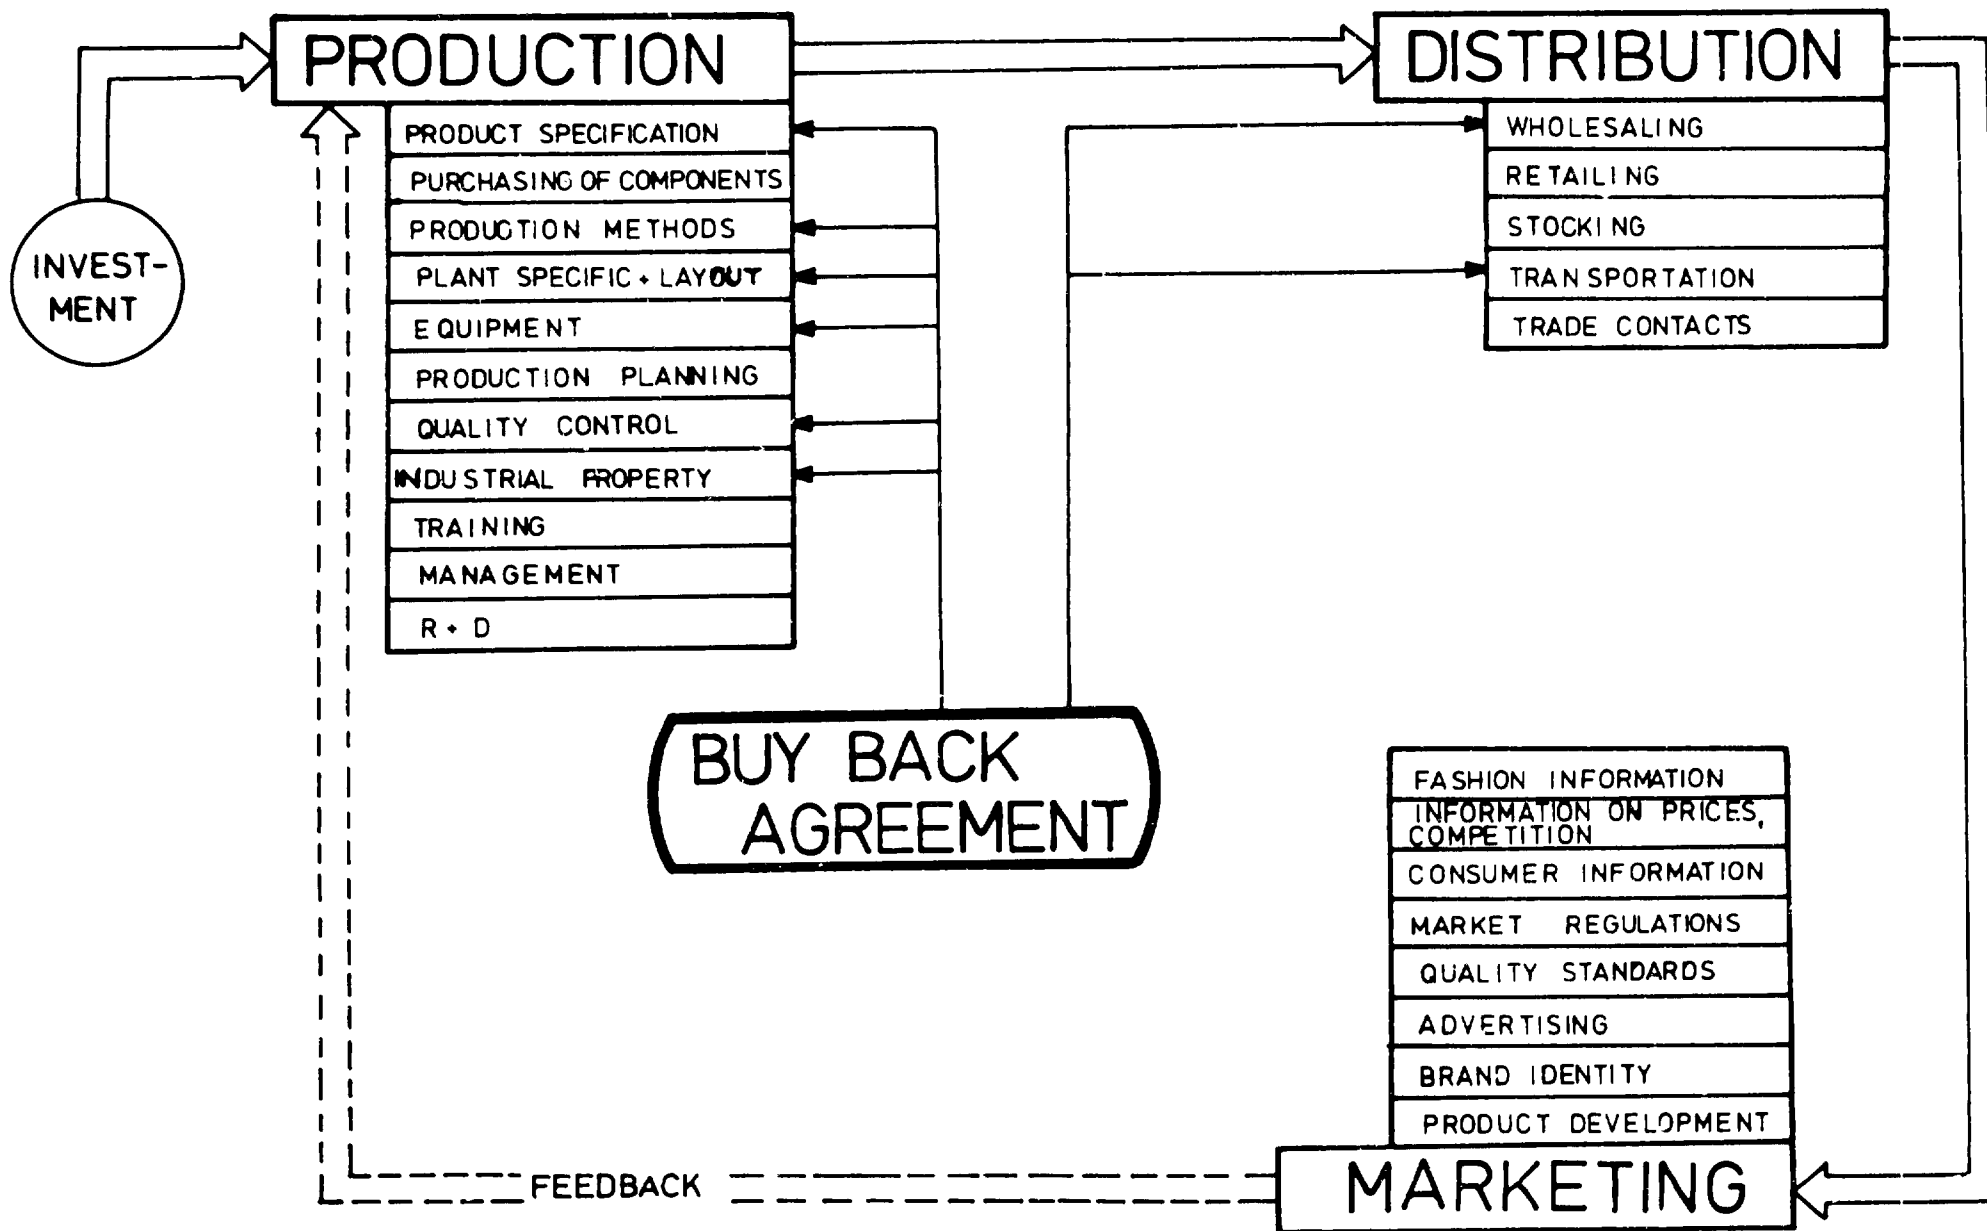 PRODUCTION
PRODUCT SPECIFICATION
PURCHASING OF COMPONENTS
PRODUCTION METHODS
PLANT SPECIFIC + LAYOUT
EQUIPMENT
PRODUCTION PLANNING
QUALITY CONTROL
INDUSTRIAL PROPERTY
TRAINING
MANAGEMENT
R + D
INVEST-
MENT
DISTRIBUTION
WHOLESALING
RETAILING
STOCKING
TRANSPORTATION
TRADE CONTACTS
BUY BACK
AGREEMENT
FASHION INFORMATION
INFORMATION ON PRICES,
COMPETITION
CONSUMER INFORMATION
MARKET REGULATIONS
QUALITY STANDARDS
ADVERTISING
BRAND IDENTITY
PRODUCT DEVELOPMENT
MARKETING
FEEDBACK